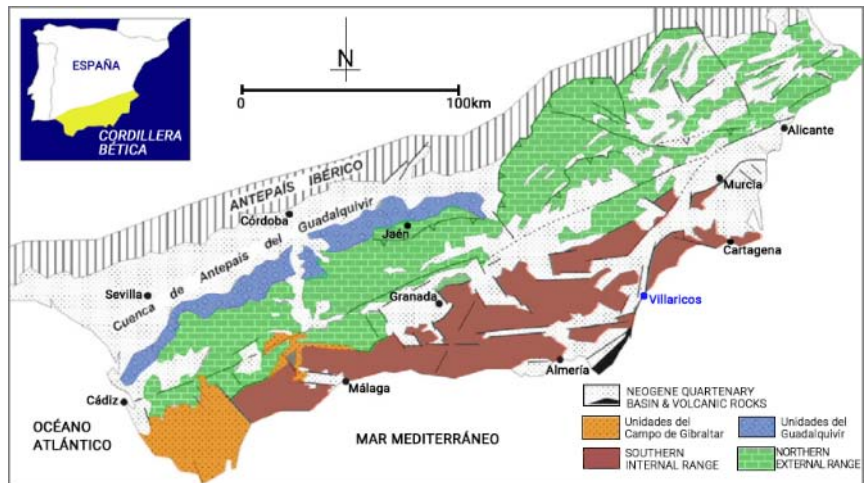 ESPAÑA
CORDILLERA
BÉTICA
N
0
100km
ANTEPAÍS IBÉRICO
Cuenca de Antepaís del Guadalquivir
Córdoba
Jaén
Sevilla
Granada
Cádiz
Málaga
Almería
Alicante
Murcia
Cartagena
Villaricos
OCÉANO
ATLÁNTICO
MAR MEDITERRÁNEO
NEOGENE QUARTENARY
BASIN & VOLCANIC ROCKS
Unidades del
Campo de Gibraltar
Unidades del
Guadalquivir
SOUTHERN
INTERNAL RANGE
NORTHERN
EXTERNAL RANGE